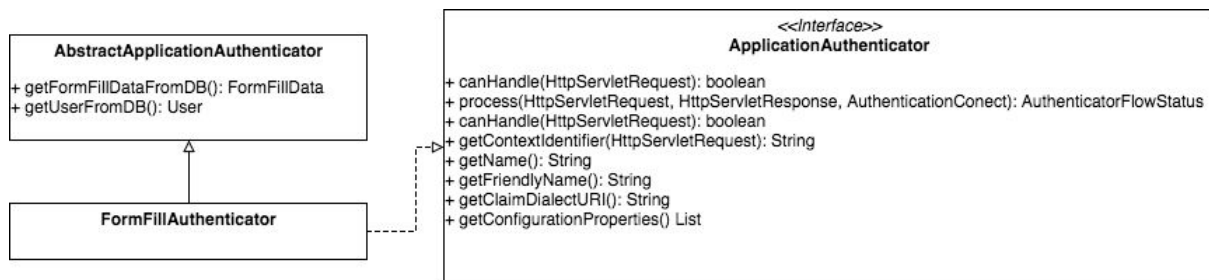 AbstractApplicationAuthenticator
+ getFormFillDataFromDB(): FormFillData
+ getUserFromDB(): User
FormFillAuthenticator
<<Interface>>
ApplicationAuthenticator
+ canHandle(HttpServletRequest): boolean
+ process(HttpServletRequest, HttpServletResponse, AuthenticationConect): AuthenticatorFlowStatus
+ canHandle(HttpServletRequest): boolean
+ getContextIdentifier(HttpServletRequest): String
+ getName(): String
+ getFriendlyName(): String
+ getClaimDialectURI(): String
+ getConfigurationProperties() List